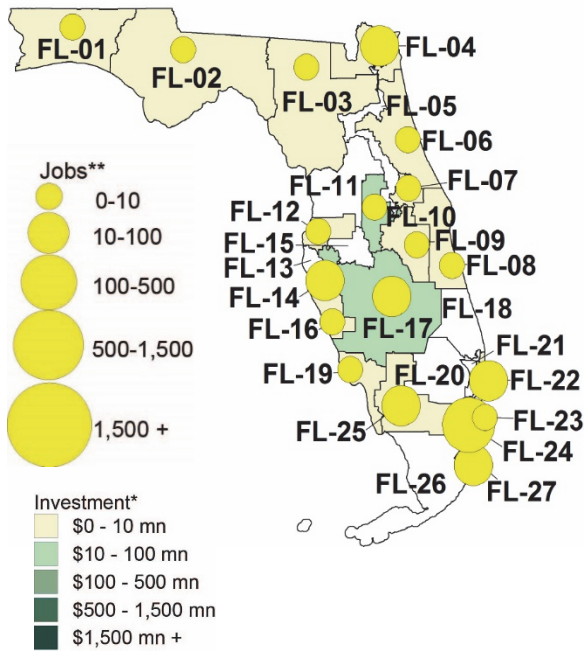 FL-01
FL-02
FL-03
FL-04
FL-05
FL-06
FL-07
FL-11
FL-10
FL-12
FL-15
FL-09
FL-13
FL-08
FL-14
FL-18
FL-16
FL-17
FL-21
FL-19
FL-20
FL-22
FL-23
FL-25
FL-24
FL-26
FL-27
Jobs**
0-10
10-100
100-500
500-1,500
1,500 +
Investment*
$0 - 10 mn
$10 - 100 mn
$100 - 500 mn
$500 - 1,500 mn
$1,500 mn +